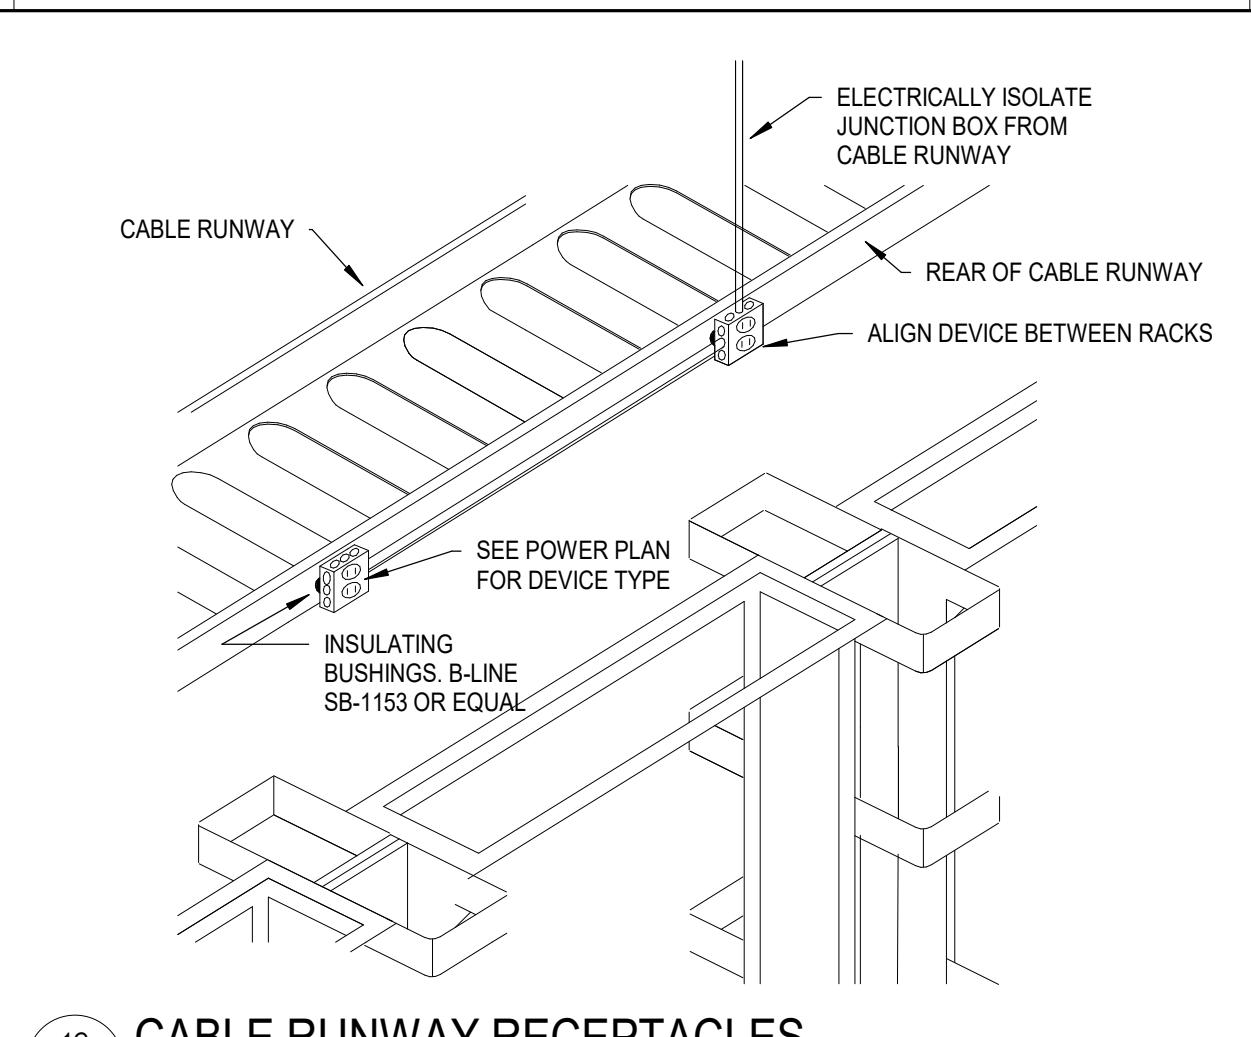 ELECTRICALLY ISOLATE
JUNCTION BOX FROM
CABLE RUNWAY
CABLE RUNWAY
REAR OF CABLE RUNWAY
ALIGN DEVICE BETWEEN RACKS
SEE POWER PLAN
FOR DEVICE TYPE
INSULATING
BUSHINGS. B-LINE
SB-1153 OR EQUAL
CABLE RUNWAY RECEPTACLES